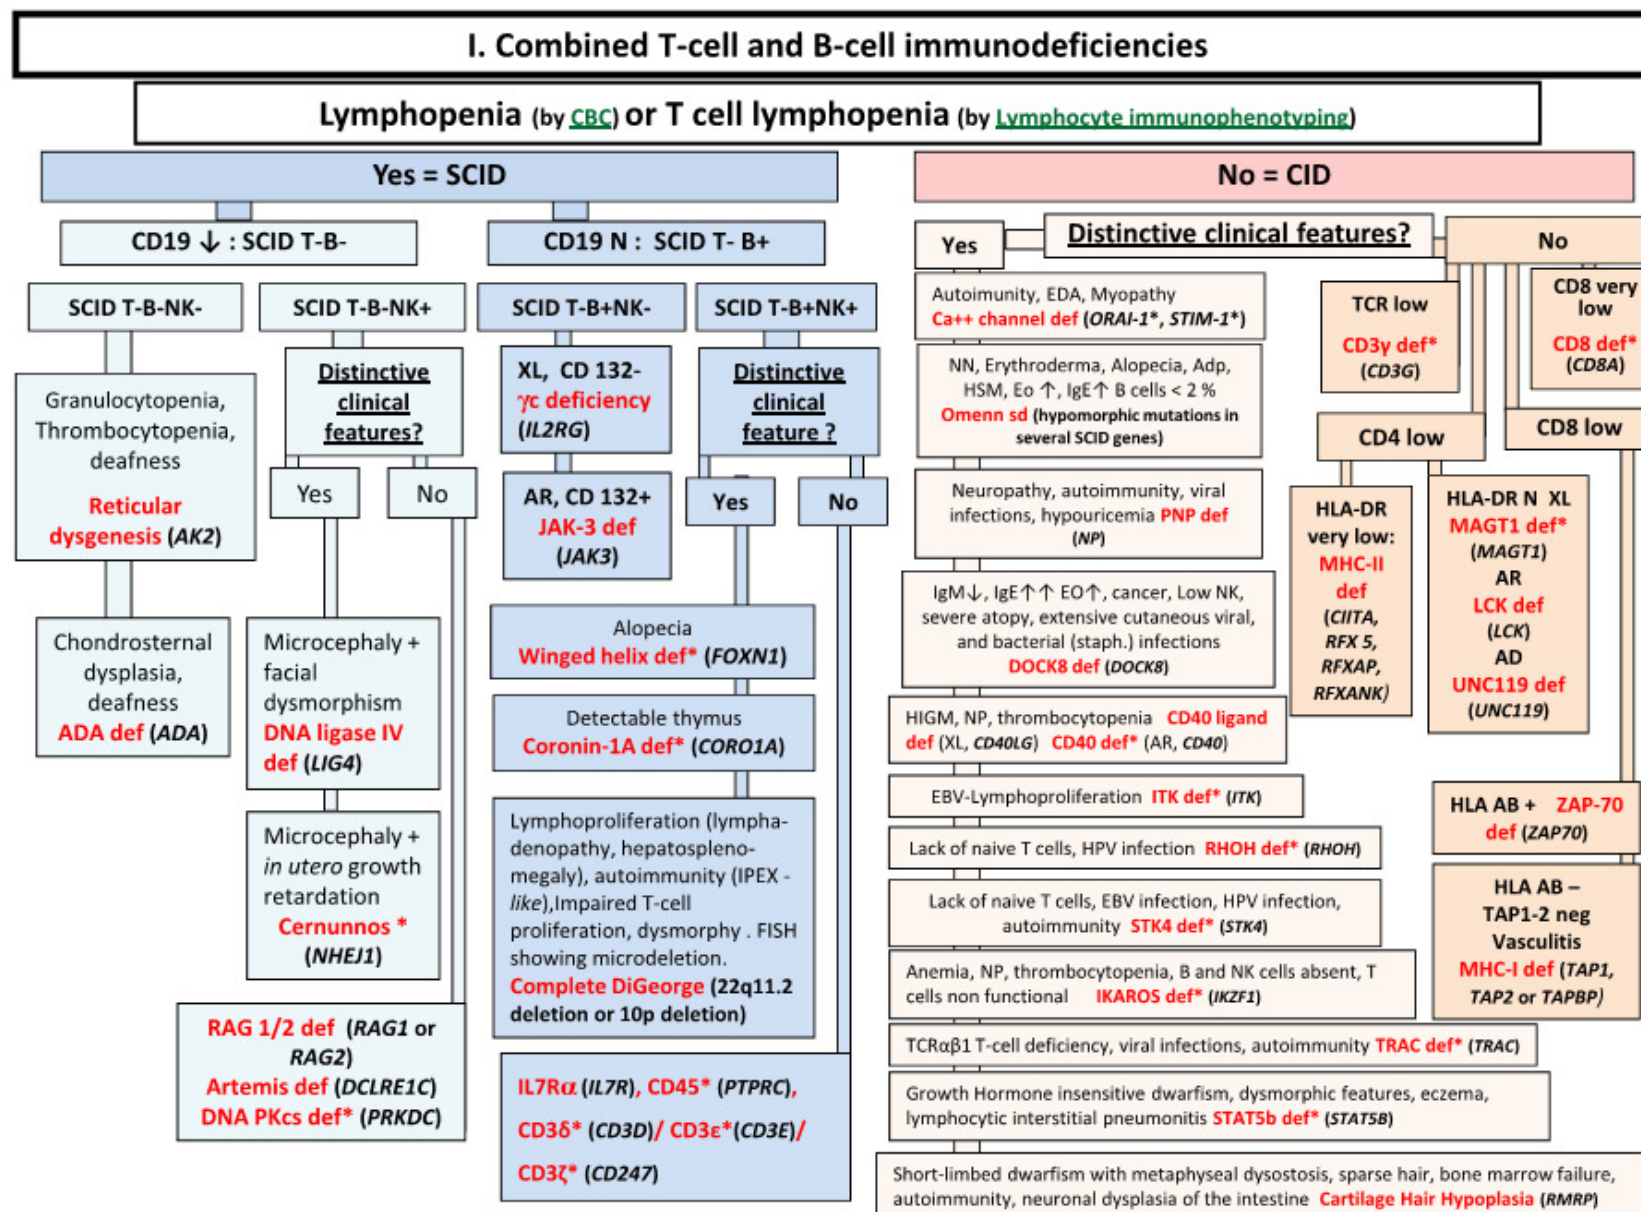 I. Combined T-cell and B-cell immunodeficiencies
Lymphopenia (by CBC) or T cell lymphopenia (by Lymphocyte immunophenotyping)
Yes = SCID
CD19 ↓ : SCID T-B-
CD19 N : SCID T- B+
SCID T-B-NK-
Granulocytopenia,
Thrombocytopenia,
deafness
Reticular
dysgenesis (AK2)
Chondrosternal
dysplasia,
deafness
ADA def (ADA)
SCID T-B-NK+
Distinctive
clinical
features?
Yes
No
Microcephaly +
facial
dysmorphism
DNA ligase IV
def (LIG4)
Microcephaly +
in utero growth
retardation
Cernunnos *
(NHEJ1)
RAG 1/2 def (RAG1 or
RAG2)
Artemis def (DCLRE1C)
DNA PKcs def* (PRKDC)
SCID T-B+NK-
XL, CD 132-
γc deficiency
(IL2RG)
AR, CD 132+
JAK-3 def
(JAK3)
SCID T-B+NK+
Distinctive
clinical
feature ?
Yes
No
Alopecia
Winged helix def* (FOXN1)
Detectable thymus
Coronin-1A def* (CORO1A)
Lymphoproliferation (lympha-
denopathy, hepatospleno-
megaly), autoimmunity (IPEX -
like),Impaired T-cell
proliferation, dysmorphy . FISH
showing microdeletion.
Complete DiGeorge (22q11.2
deletion or 10p deletion)
IL7Rα (IL7R), CD45* (PTPRC),
CD3δ* (CD3D)/ CD3ε*(CD3E)/
CD3ζ* (CD247)
No = CID
Distinctive clinical features?
Yes
Autoimunity, EDA, Myopathy
Ca++ channel def (ORAI-1*, STIM-1*)
NN, Erythroderma, Alopecia, Adp,
HSM, Eo ↑, IgE↑ B cells < 2 %
Omenn sd (hypomorphic mutations in
several SCID genes)
Neuropathy, autoimmunity, viral
infections, hypouricemia PNP def
(NP)
IgM↓, IgE↑↑ EO↑, cancer, Low NK,
severe atopy, extensive cutaneous viral,
and bacterial (staph.) infections
DOCK8 def (DOCK8)
HIGM, NP, thrombocytopenia CD40 ligand
def (XL, CD40LG) CD40 def* (AR, CD40)
EBV-Lymphoproliferation ITK def* (ITK)
Lack of naive T cells, HPV infection RHOH def* (RHOH)
Lack of naive T cells, EBV infection, HPV infection,
autoimmunity STK4 def* (STK4)
Anemia, NP, thrombocytopenia, B and NK cells absent, T
cells non functional IKAROS def* (IKZF1)
TCRαβ1 T-cell deficiency, viral infections, autoimmunity TRAC def* (TRAC)
Growth Hormone insensitive dwarfism, dysmorphic features, eczema,
lymphocytic interstitial pneumonitis STAT5b def* (STAT5B)
Short-limbed dwarfism with metaphyseal dysostosis, sparse hair, bone marrow failure,
autoimmunity, neuronal dysplasia of the intestine Cartilage Hair Hypoplasia (RMRP)
No
TCR low
CD3γ def*
(CD3G)
CD8 very
low
CD8 def*
(CD8A)
CD4 low
CD8 low
HLA-DR
very low:
MHC-II
def
(CIITA,
RFX 5,
RFXAP,
RFXANK)
HLA-DR N XL
MAGT1 def*
(MAGT1)
AR
LCK def
(LCK)
AD
UNC119 def
(UNC119)
HLA AB + ZAP-70
def (ZAP70)
HLA AB –
TAP1-2 neg
Vasculitis
MHC-I def (TAP1,
TAP2 or TAPBP)